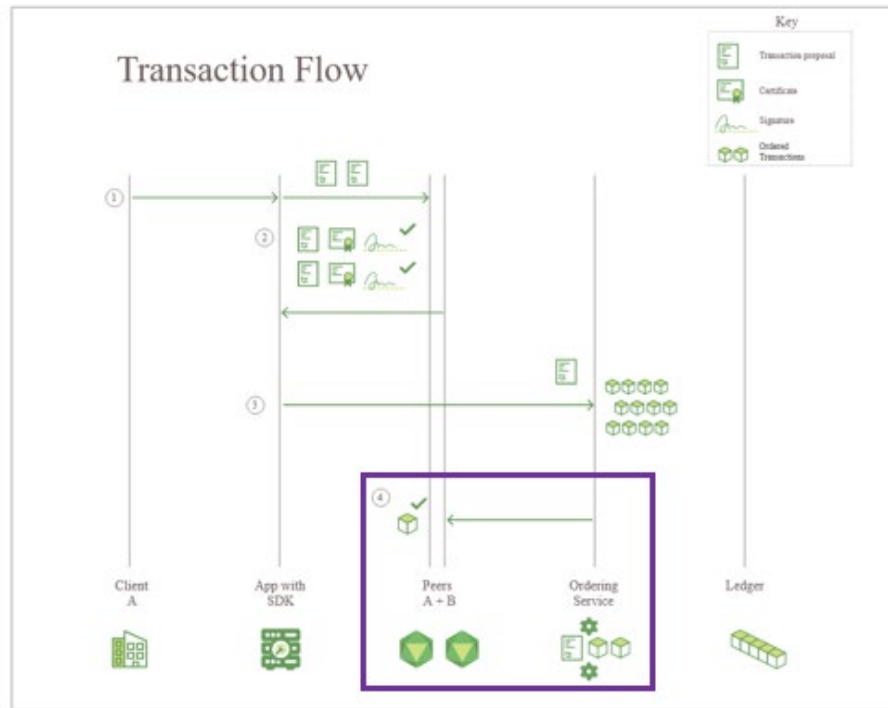 Key
Transaction Flow
Transaction proposal
Certificate
Signature
Ordered
Transactions
1
2
3
4
Client
A
App with
SDK
Peers
A + B
Ordering
Service
Ledger